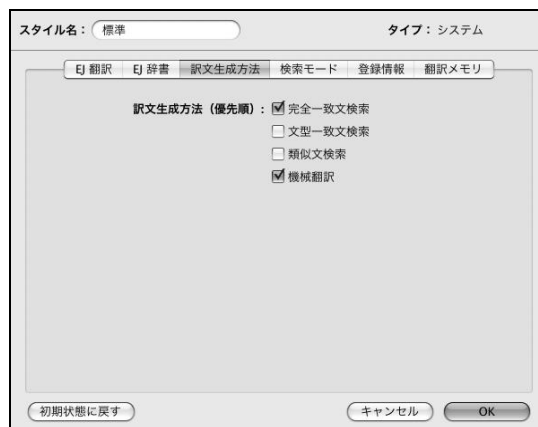 スタイル名： 標準 タイプ： システム
EJ 翻訳 EJ 辞書 訳文生成方法 検索モード 登録情報 翻訳メモリ
訳文生成方法（優先順）： 完全一致文検索
文型一致文検索
類似文検索
機械翻訳
初期状態に戻す キャンセル OK